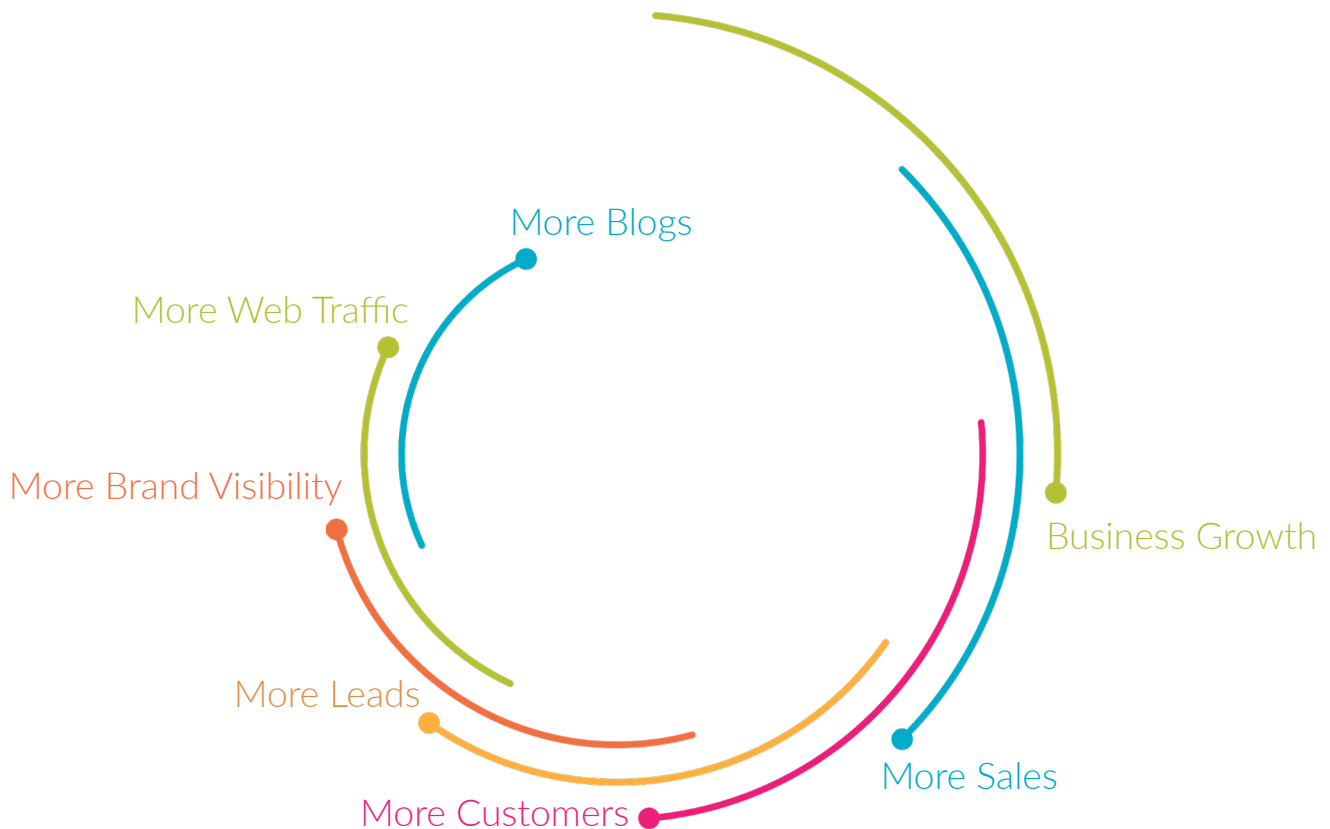 More Blogs
More Web Traffic
More Brand Visibility
More Leads
More Customers
More Sales
Business Growth